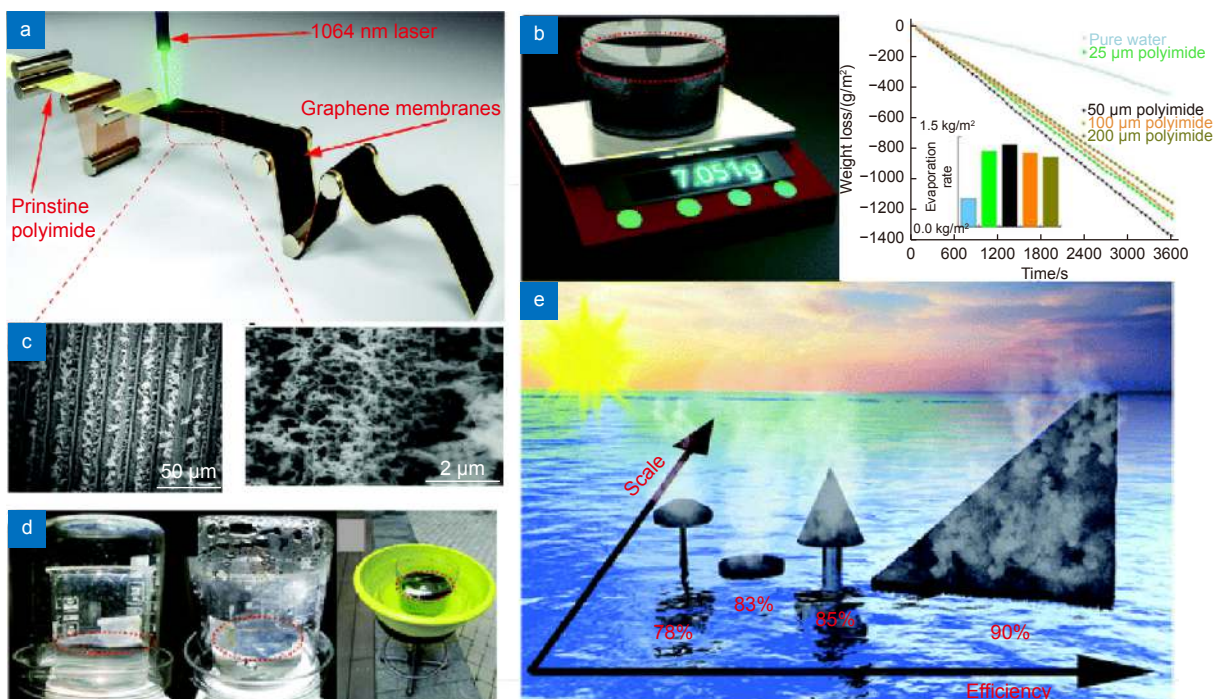 a
1064 nm laser
Graphene membranes
Prinstine
polyimide
b
7.051g
0
−200
−400
−600
−800
−1000
−1200
−1400
Weight loss/(g/m²)
Pure water
25 μm polyimide
50 μm polyimide
100 μm polyimide
200 μm polyimide
1.5 kg/m²
Evaporation
rate
0.0 kg/m²
0 600 1200 1800 2400 3000 3600
Time/s
c
50 μm
2 μm
d
e
Scale
78%
83%
85%
90%
Efficiency